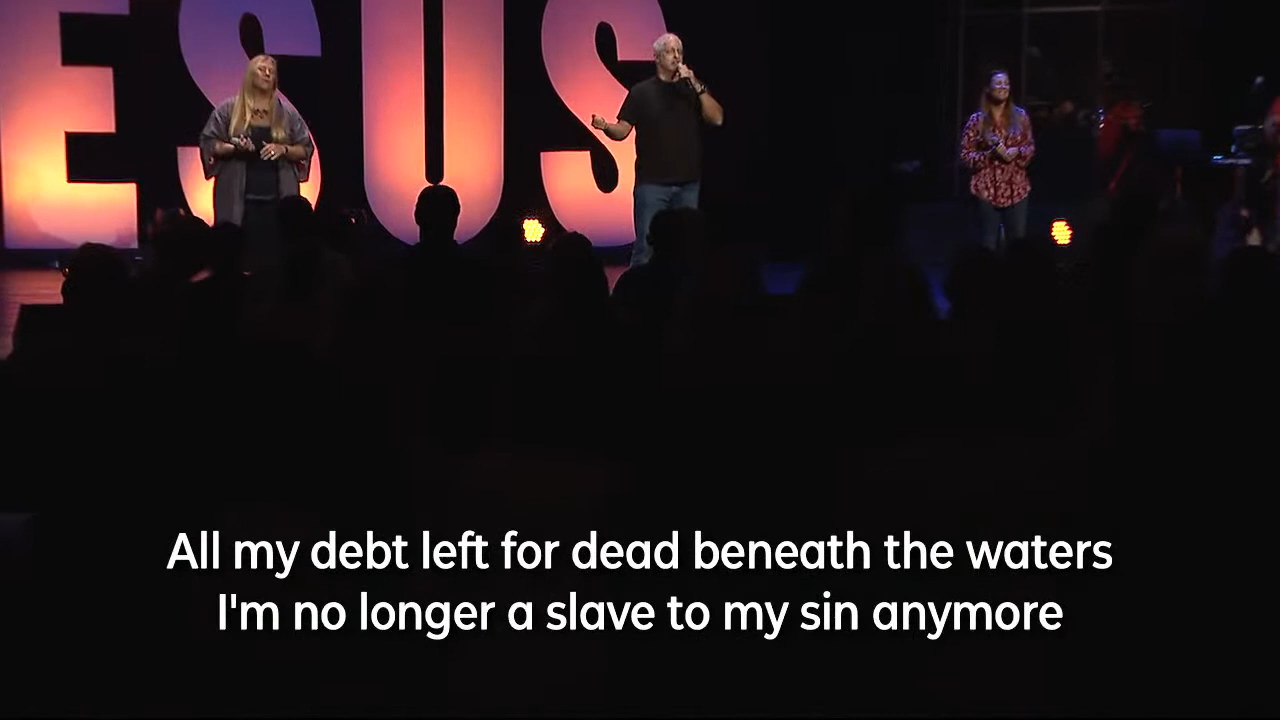 ESUS
All my debt left for dead beneath the waters
I'm no longer a slave to my sin anymore